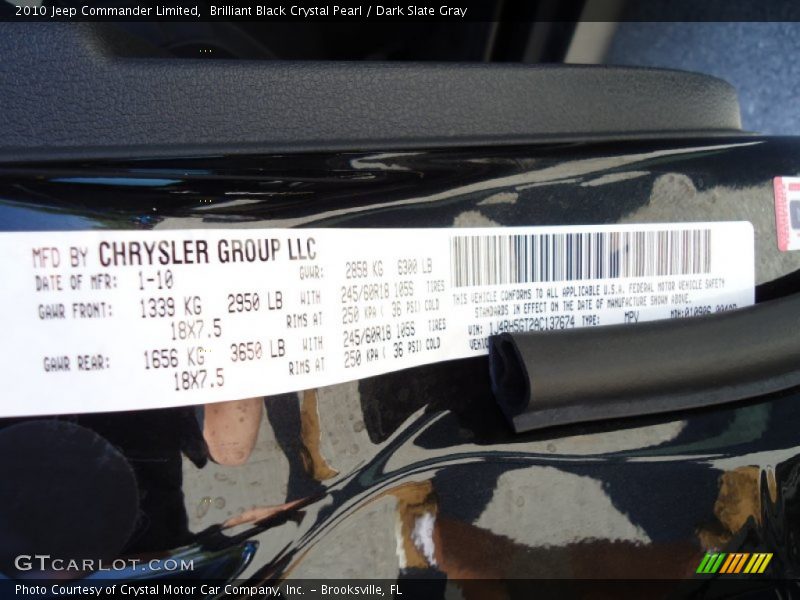 2010 Jeep Commander Limited, Brilliant Black Crystal Pearl / Dark Slate Gray
MFD BY CHRYSLER GROUP LLC
DATE OF MFR: 1-10 GVWR: 2858 KG 6300 LB
GAWR FRONT: 1339 KG 2950 LB WITH 245/60R18 105S TIRES
18X7.5 RIMS AT 250 KPA ( 36 PSI) COLD
GAWR REAR: 1656 KG 3650 LB WITH 245/60R18 105S TIRES
18X7.5 RIMS AT 250 KPA ( 36 PSI) COLD
THIS VEHICLE CONFORMS TO ALL APPLICABLE U.S.A. FEDERAL MOTOR VEHICLE SAFETY
STANDARDS IN EFFECT ON THE DATE OF MANUFACTURE SHOWN ABOVE.
VIN: 1J4RH5GT2AC137674 TYPE: MPV MDH:
GTCARLOT.COM
Photo Courtesy of Crystal Motor Car Company, Inc. – Brooksville, FL